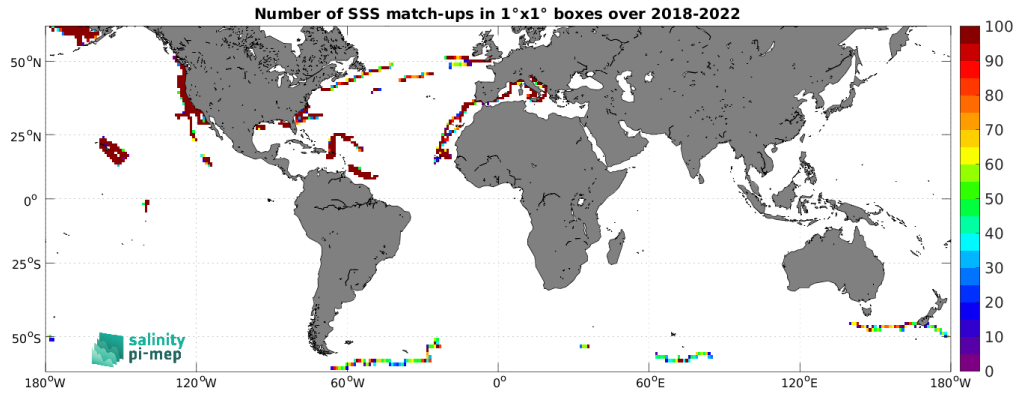 Number of SSS match-ups in 1°x1° boxes over 2018-2022
100
90
80
70
60
50
40
30
20
10
0
50°N
25°N
0°
25°S
50°S
salinity
pi-mep
180°W 120°W 60°W 0° 60°E 120°E 180°W